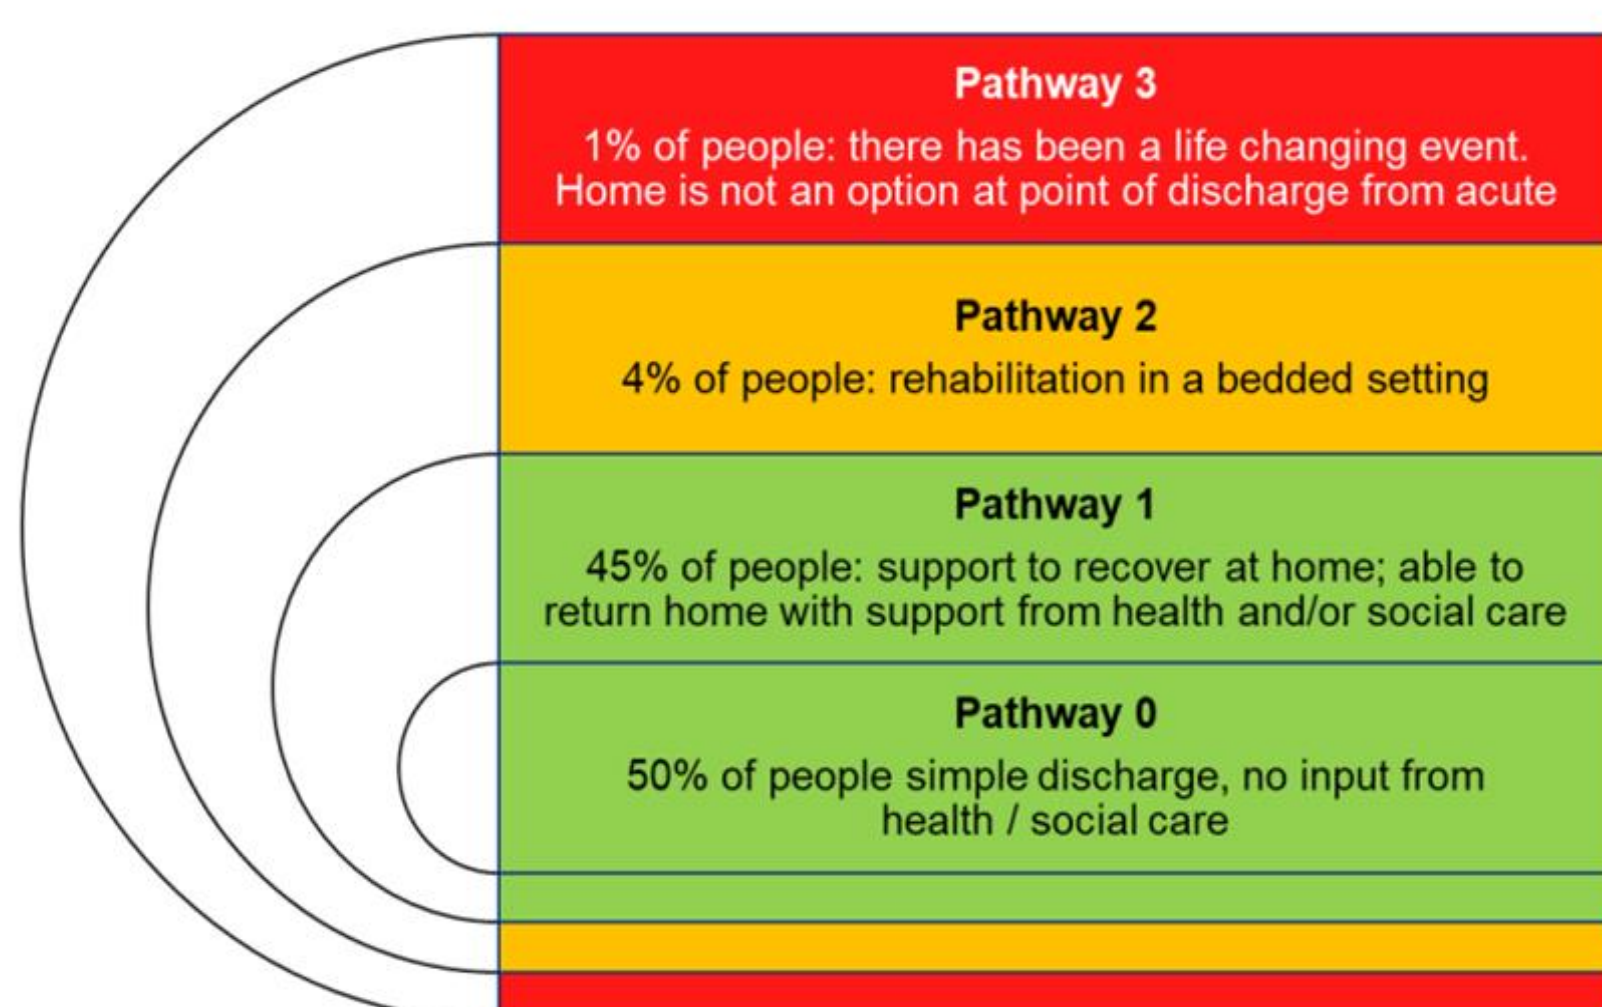 Pathway 3
1% of people: there has been a life changing event.
Home is not an option at point of discharge from acute
Pathway 2
4% of people: rehabilitation in a bedded setting
Pathway 1
45% of people: support to recover at home; able to
return home with support from health and/or social care
Pathway 0
50% of people simple discharge, no input from
health / social care